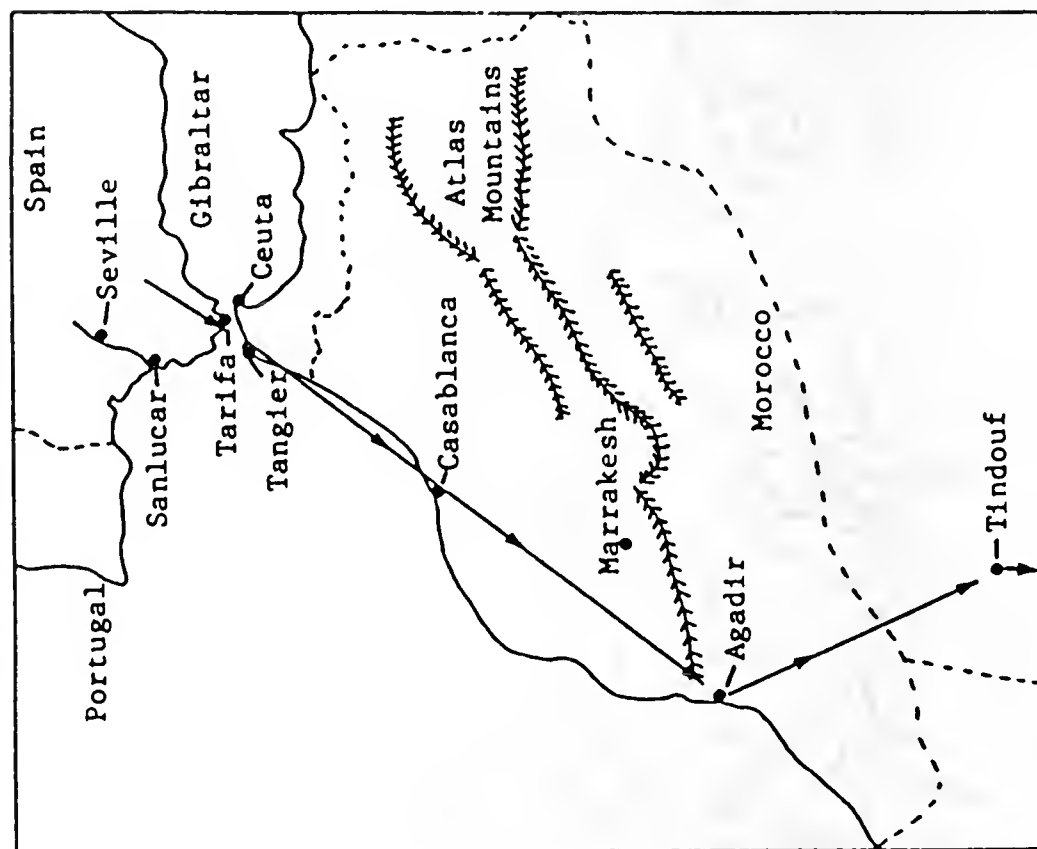 Spain
Seville
Gibraltar
Portugal
Sanlucar
Tarifa
Ceuta
Tangier
Atlas
Mountains
Casablanca
Marrakesh
Morocco
Agadir
Tindouf